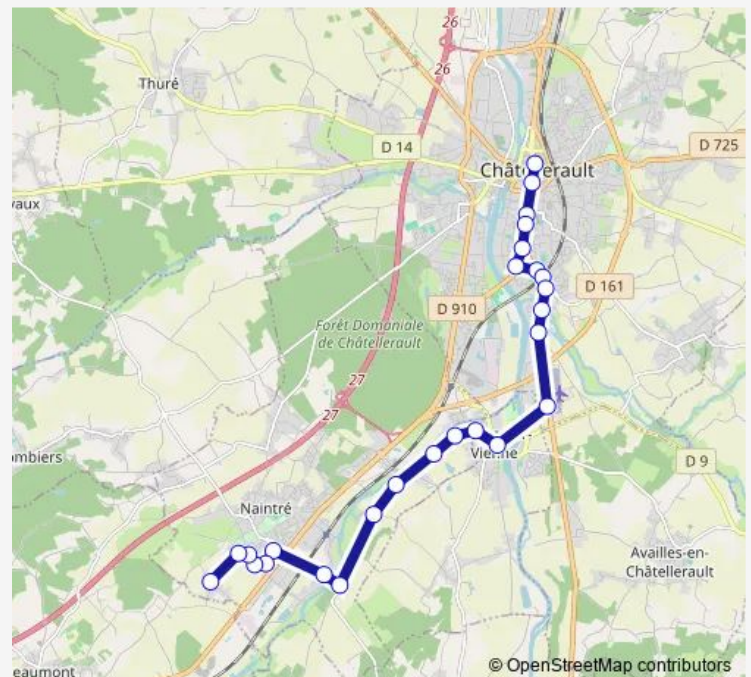 26
26
Thuré
D 14
D 725
Châtellerault
vaux
D 161
D 910
Forêt Domaniale
de Châtellerault
27
27
ombiers
Vienne
D 9
Naintré
Availles-en-
Châtellerault
eaumont
© OpenStreetMap contributors